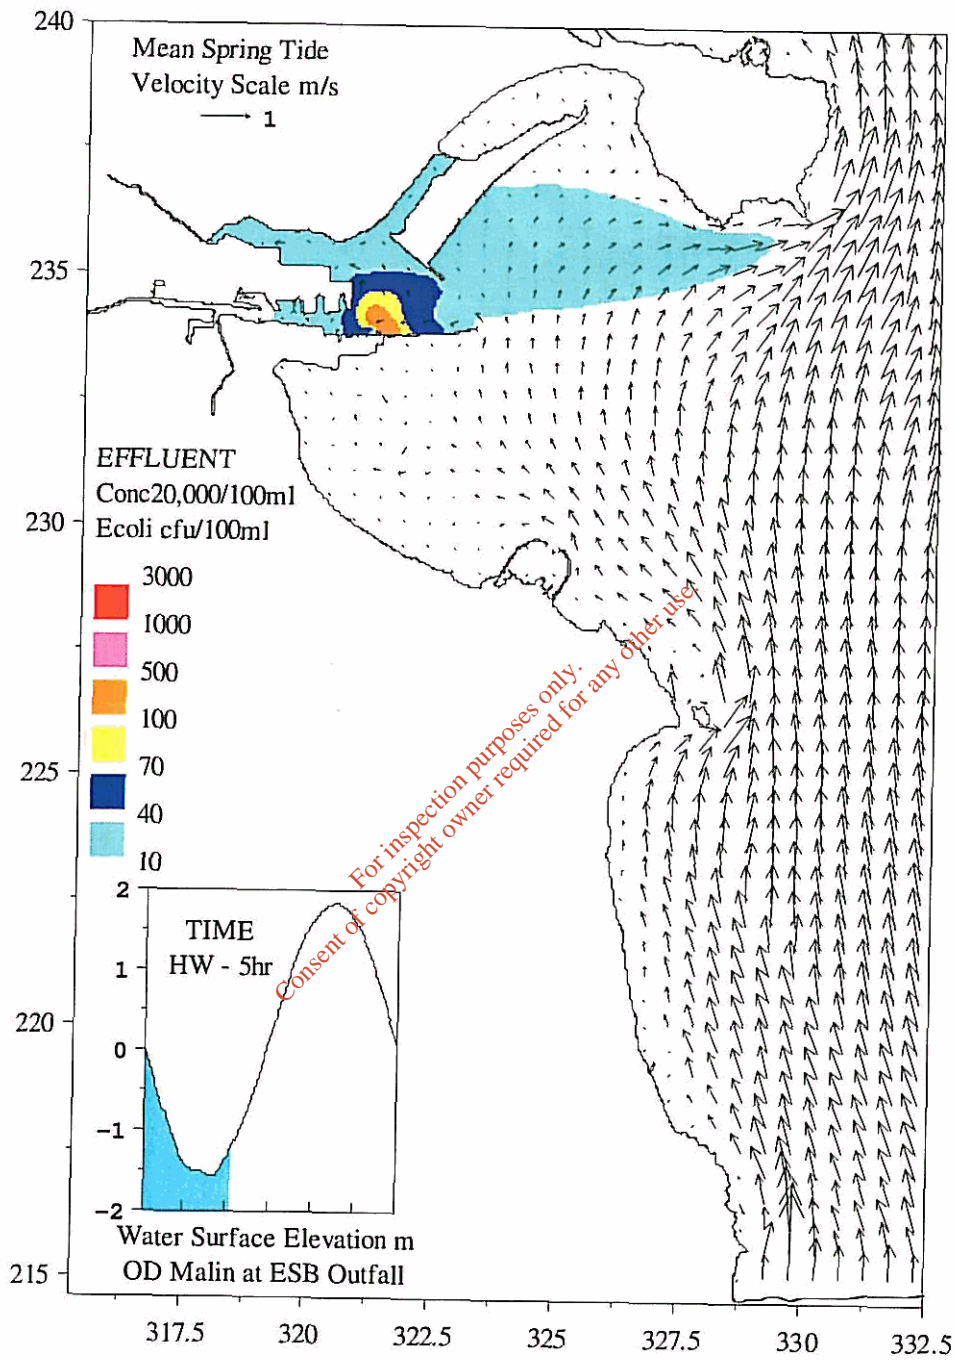 240
Mean Spring Tide
Velocity Scale m/s
1
235
EFFLUENT
Conc20,000/100ml
Ecoli cfu/100ml
230
3000
1000
500
100
70
40
10
225
For inspection purposes only.
Consent of copyright owner required for any other use.
2
TIME
HW - 5hr
1
0
-1
-2
220
Water Surface Elevation m
OD Malin at ESB Outfall
215
317.5
320
322.5
325
327.5
330
332.5